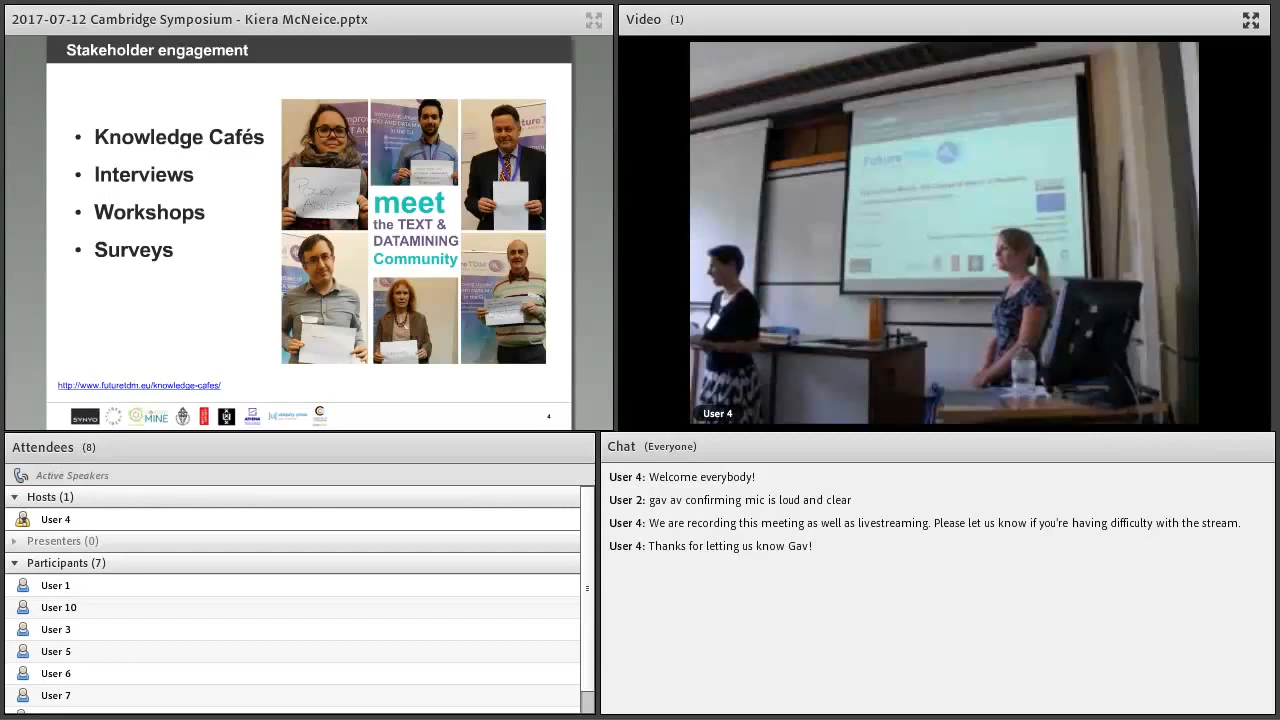 2017-07-12 Cambridge Symposium - Kiera McNeice.pptx
Stakeholder engagement
• Knowledge Cafés
• Interviews
• Workshops
• Surveys
POLICY
ADVISER
meet
the TEXT &
DATAMINING
Community
http://www.futuretdm.eu/knowledge-cafes/
SYNYO
MINE
4
Video (1)
Future
User 4
Attendees (8)
Active Speakers
Hosts (1)
User 4
Presenters (0)
Participants (7)
User 1
User 10
User 3
User 5
User 6
User 7
Chat (Everyone)
User 4: Welcome everybody!
User 2: gav av confirming mic is loud and clear
User 4: We are recording this meeting as well as livestreaming. Please let us know if you're having difficulty with the stream.
User 4: Thanks for letting us know Gav!